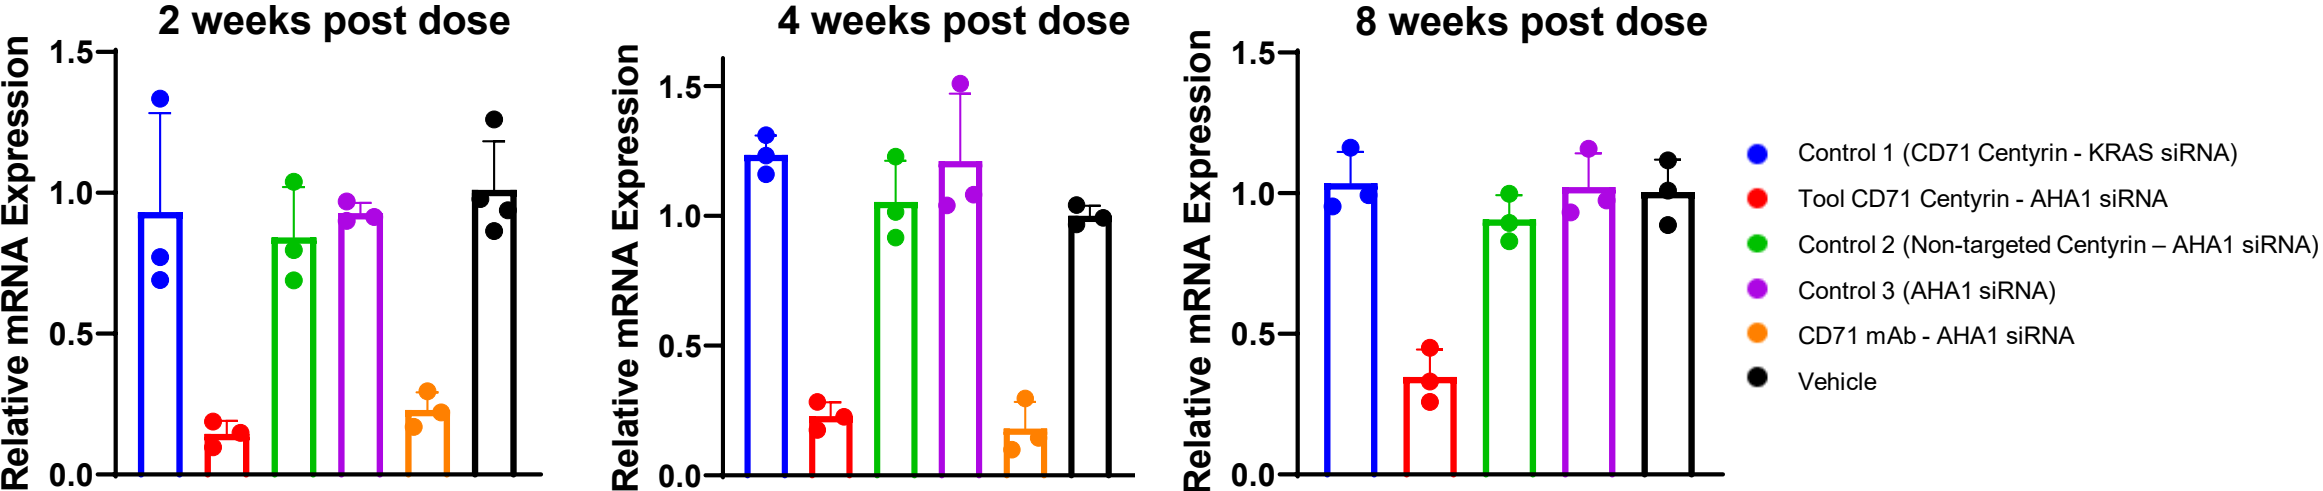 2 weeks post dose
Relative mRNA Expression
1.5
1.0
0.5
0.0
4 weeks post dose
Relative mRNA Expression
1.5
1.0
0.5
0.0
8 weeks post dose
Relative mRNA Expression
1.5
1.0
0.5
0.0
Control 1 (CD71 Centyrin - KRAS siRNA)
Tool CD71 Centyrin - AHA1 siRNA
Control 2 (Non-targeted Centyrin – AHA1 siRNA)
Control 3 (AHA1 siRNA)
CD71 mAb - AHA1 siRNA
Vehicle